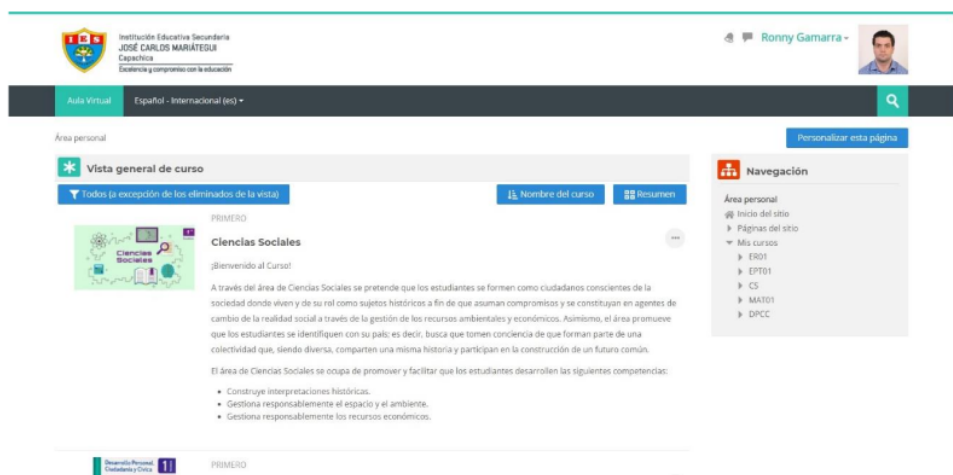 IES
Institución Educativa Secundaria
JOSÉ CARLOS MARIÁTEGUI
Capachica
Excelencia y compromiso con la educación
Ronny Gamarra
Aula Virtual
Español - Internacional (es)
Área personal
Personalizar esta página
Vista general de curso
Todos (a excepción de los eliminados de la vista)
Nombre del curso
Resumen
PRIMERO
Ciencias Sociales
1
Ciencias
Sociales
¡Bienvenido al Curso!
A través del área de Ciencias Sociales se pretende que los estudiantes se formen como ciudadanos conscientes de la
sociedad donde viven y de su rol como sujetos históricos a fin de que asuman compromisos y se constituyan en agentes de
cambio de la realidad social a través de la gestión de los recursos ambientales y económicos. Asimismo, el área promueve
que los estudiantes se identifiquen con su país; es decir, busca que tomen conciencia de que forman parte de una
colectividad que, siendo diversa, comparten una misma historia y participan en la construcción de un futuro común.
El área de Ciencias Sociales se ocupa de promover y facilitar que los estudiantes desarrollen las siguientes competencias:
Construye interpretaciones históricas.
Gestiona responsablemente el espacio y el ambiente.
Gestiona responsablemente los recursos económicos.
Desarrollo Personal,
Ciudadanía y Cívica
1
PRIMERO
Navegación
Área personal
Inicio del sitio
Páginas del sitio
Mis cursos
ER01
EPT01
CS
MAT01
DPCC